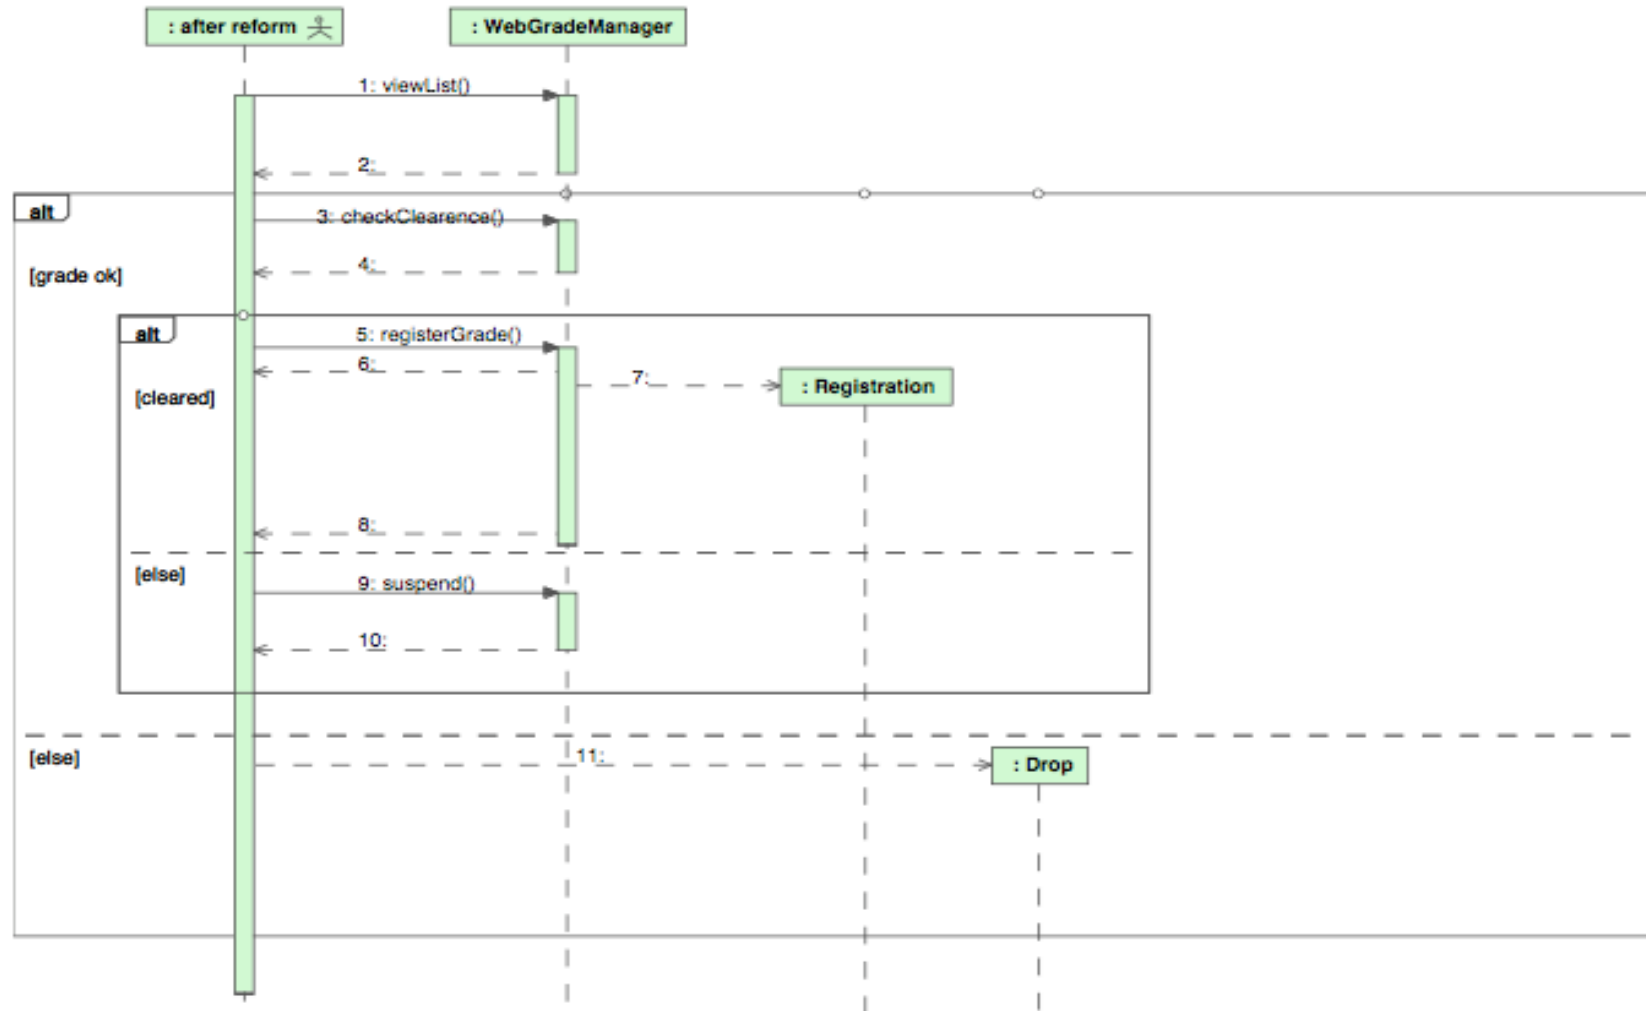 : after reform
: WebGradeManager
1: viewList()
2:
alt
3: checkClearence()
4:
[grade ok]
alt
5: registerGrade()
6:
7:
: Registration
[cleared]
8:
[else]
9: suspend()
10:
[else]
11:
: Drop